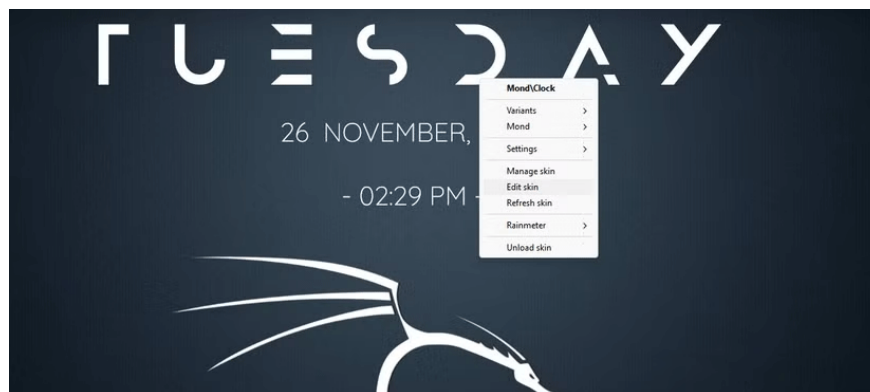 TUESDAY
26 NOVEMBER,
- 02:29 PM -
Mond\Clock
Variants
Mond
Settings
Manage skin
Edit skin
Refresh skin
Rainmeter
Unload skin